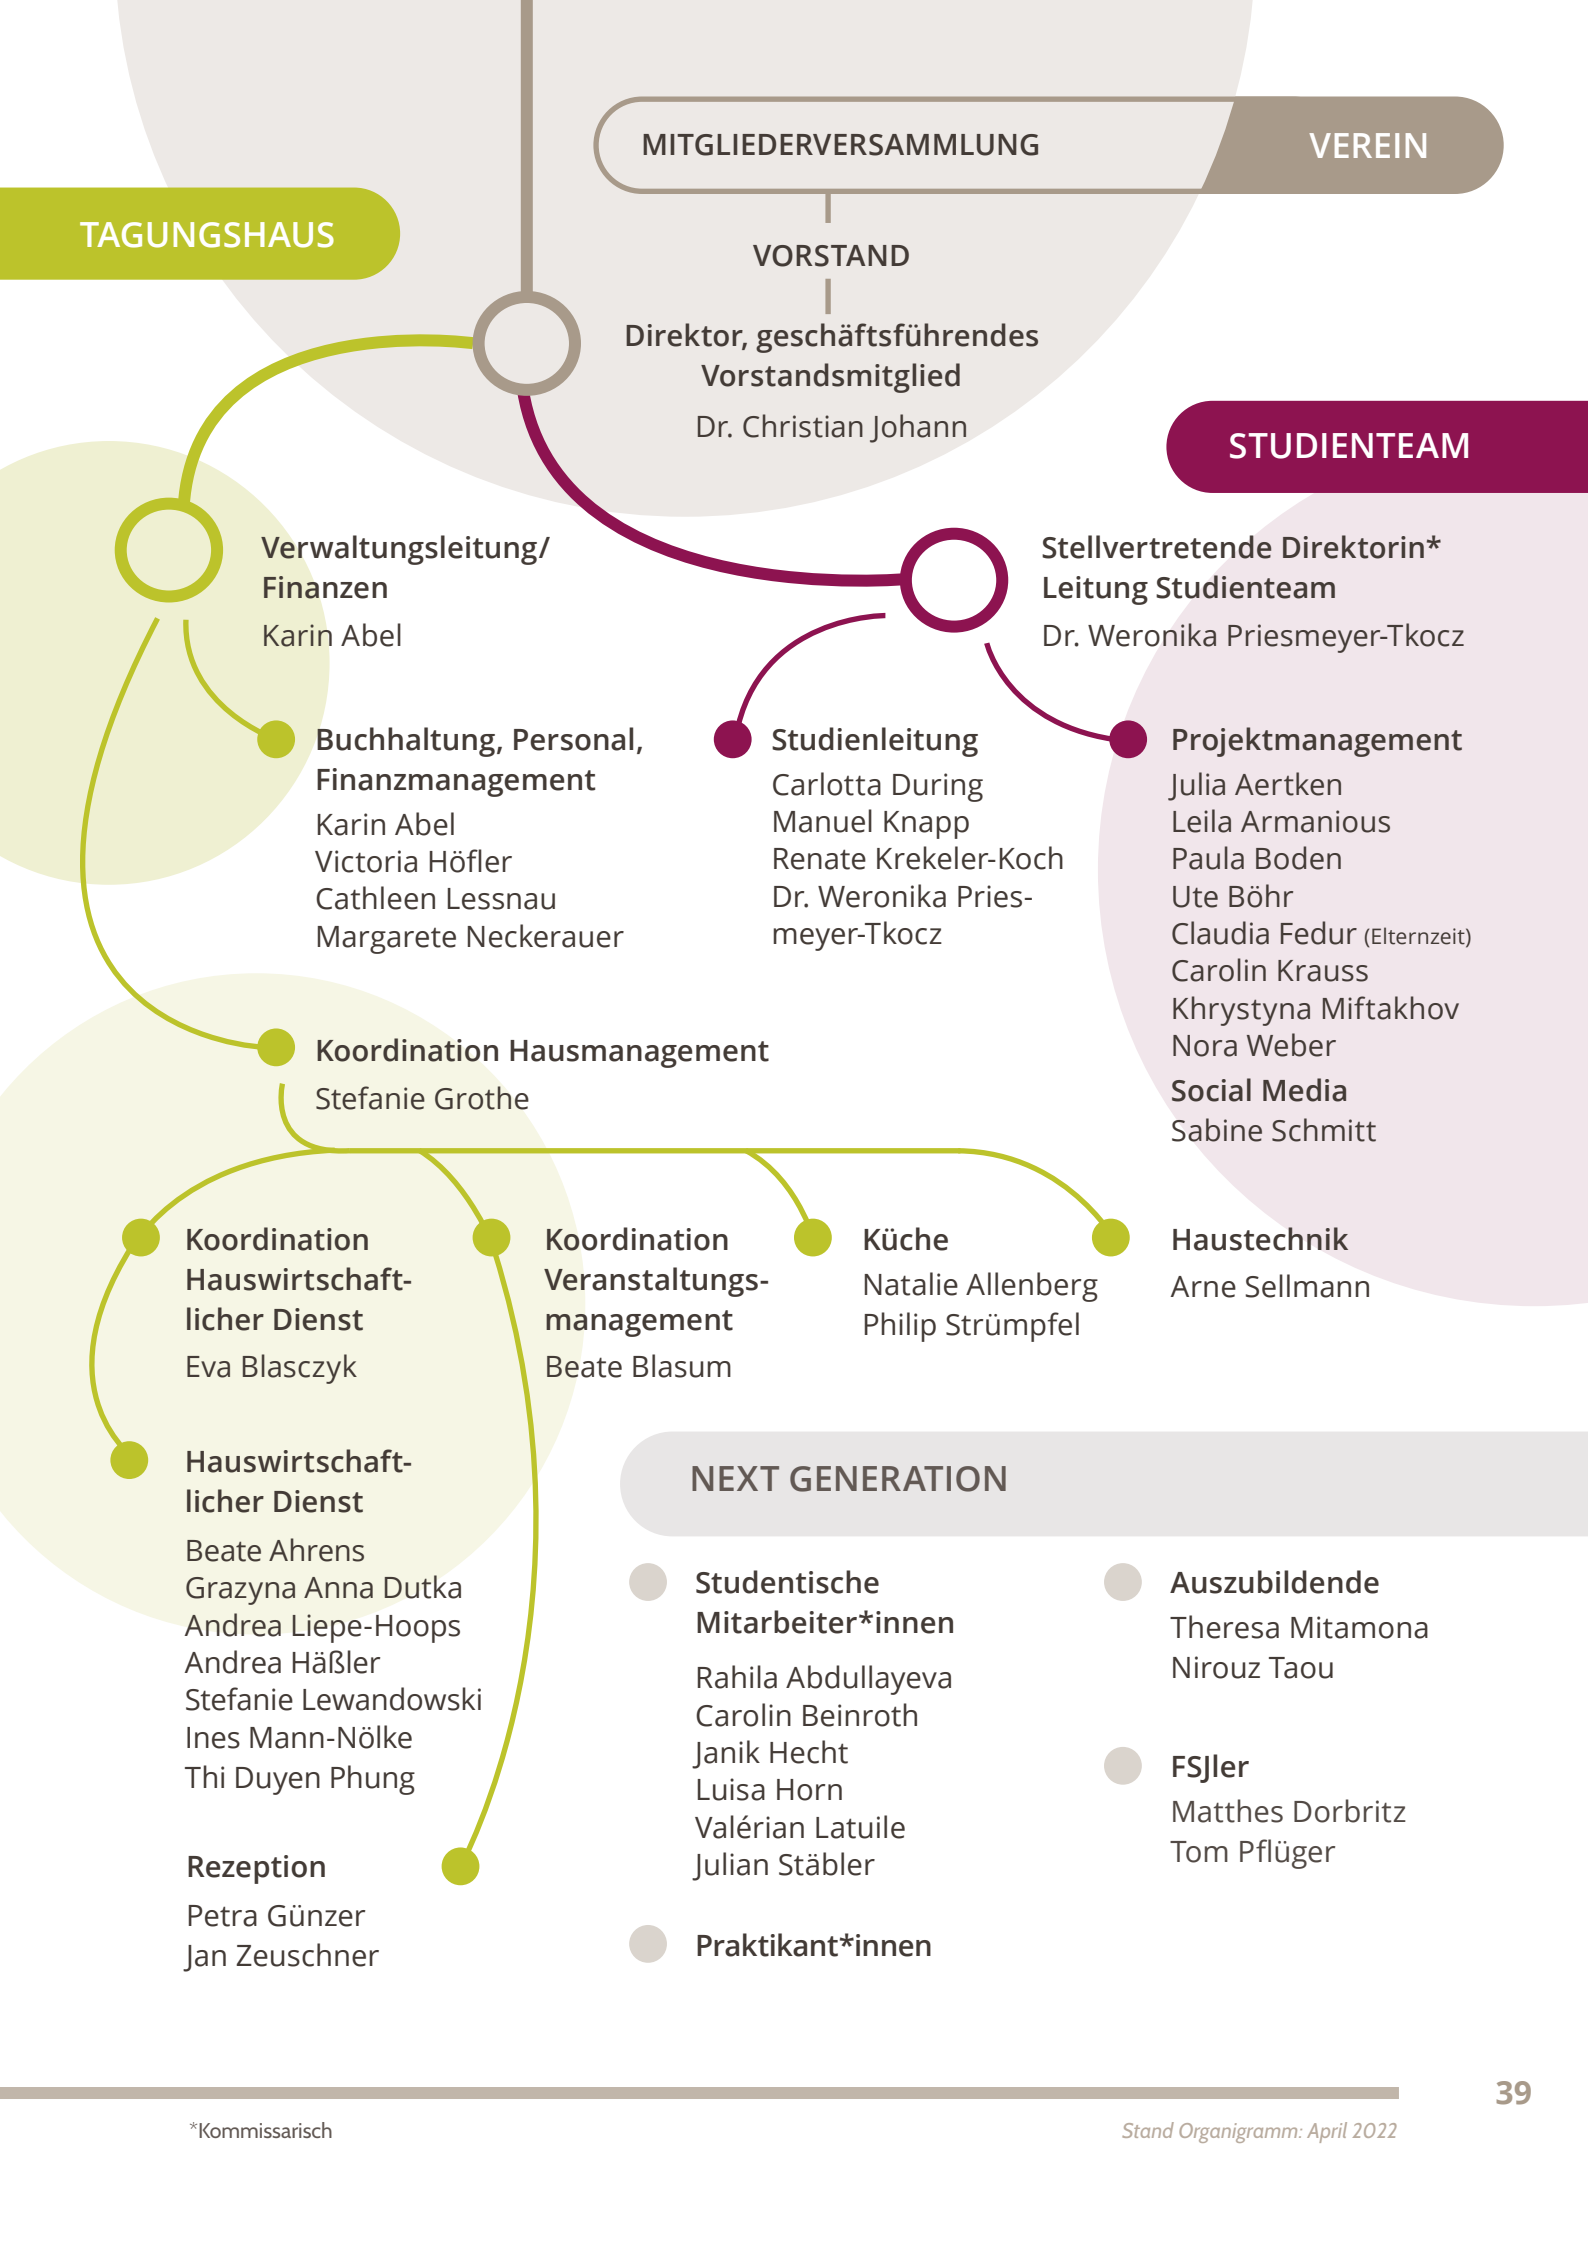 MITGLIEDERVERSAMMLUNG
VEREIN
TAGUNGSHAUS
VORSTAND
Direktor, geschäftsführendes
Vorstandsmitglied
Dr. Christian Johann
STUDIENTEAM
Verwaltungsleitung/
Finanzen
Karin Abel
Stellvertretende Direktorin*
Leitung Studienteam
Dr. Weronika Priesmeyer-Tkocz
Buchhaltung, Personal,
Finanzmanagement
Karin Abel
Victoria Höfler
Cathleen Lessnau
Margarete Neckerauer
Studienleitung
Carlotta During
Manuel Knapp
Renate Krekeler-Koch
Dr. Weronika Pries-
meyer-Tkocz
Projektmanagement
Julia Aertken
Leila Armanious
Paula Boden
Ute Böhr
Claudia Fedur (Elternzeit)
Carolin Krauss
Khrystyna Miftakhov
Nora Weber
Social Media
Sabine Schmitt
Koordination Hausmanagement
Stefanie Grothe
Koordination
Hauswirtschaft-
licher Dienst
Eva Blasczyk
Koordination
Veranstaltungs-
management
Beate Blasum
Küche
Natalie Allenberg
Philip Strümpfel
Haustechnik
Arne Sellmann
Hauswirtschaft-
licher Dienst
Beate Ahrens
Grazyna Anna Dutka
Andrea Liepe-Hoops
Andrea Häßler
Stefanie Lewandowski
Ines Mann-Nölke
Thi Duyen Phung
Rezeption
Petra Günzer
Jan Zeuschner
NEXT GENERATION
Studentische
Mitarbeiter*innen
Rahila Abdullayeva
Carolin Beinroth
Janik Hecht
Luisa Horn
Valérian Latuile
Julian Stäbler
Praktikant*innen
Auszubildende
Theresa Mitamona
Nirouz Taou
FSJler
Matthes Dorbritz
Tom Pflüger
39
*Kommissarisch
Stand Organigramm: April 2022